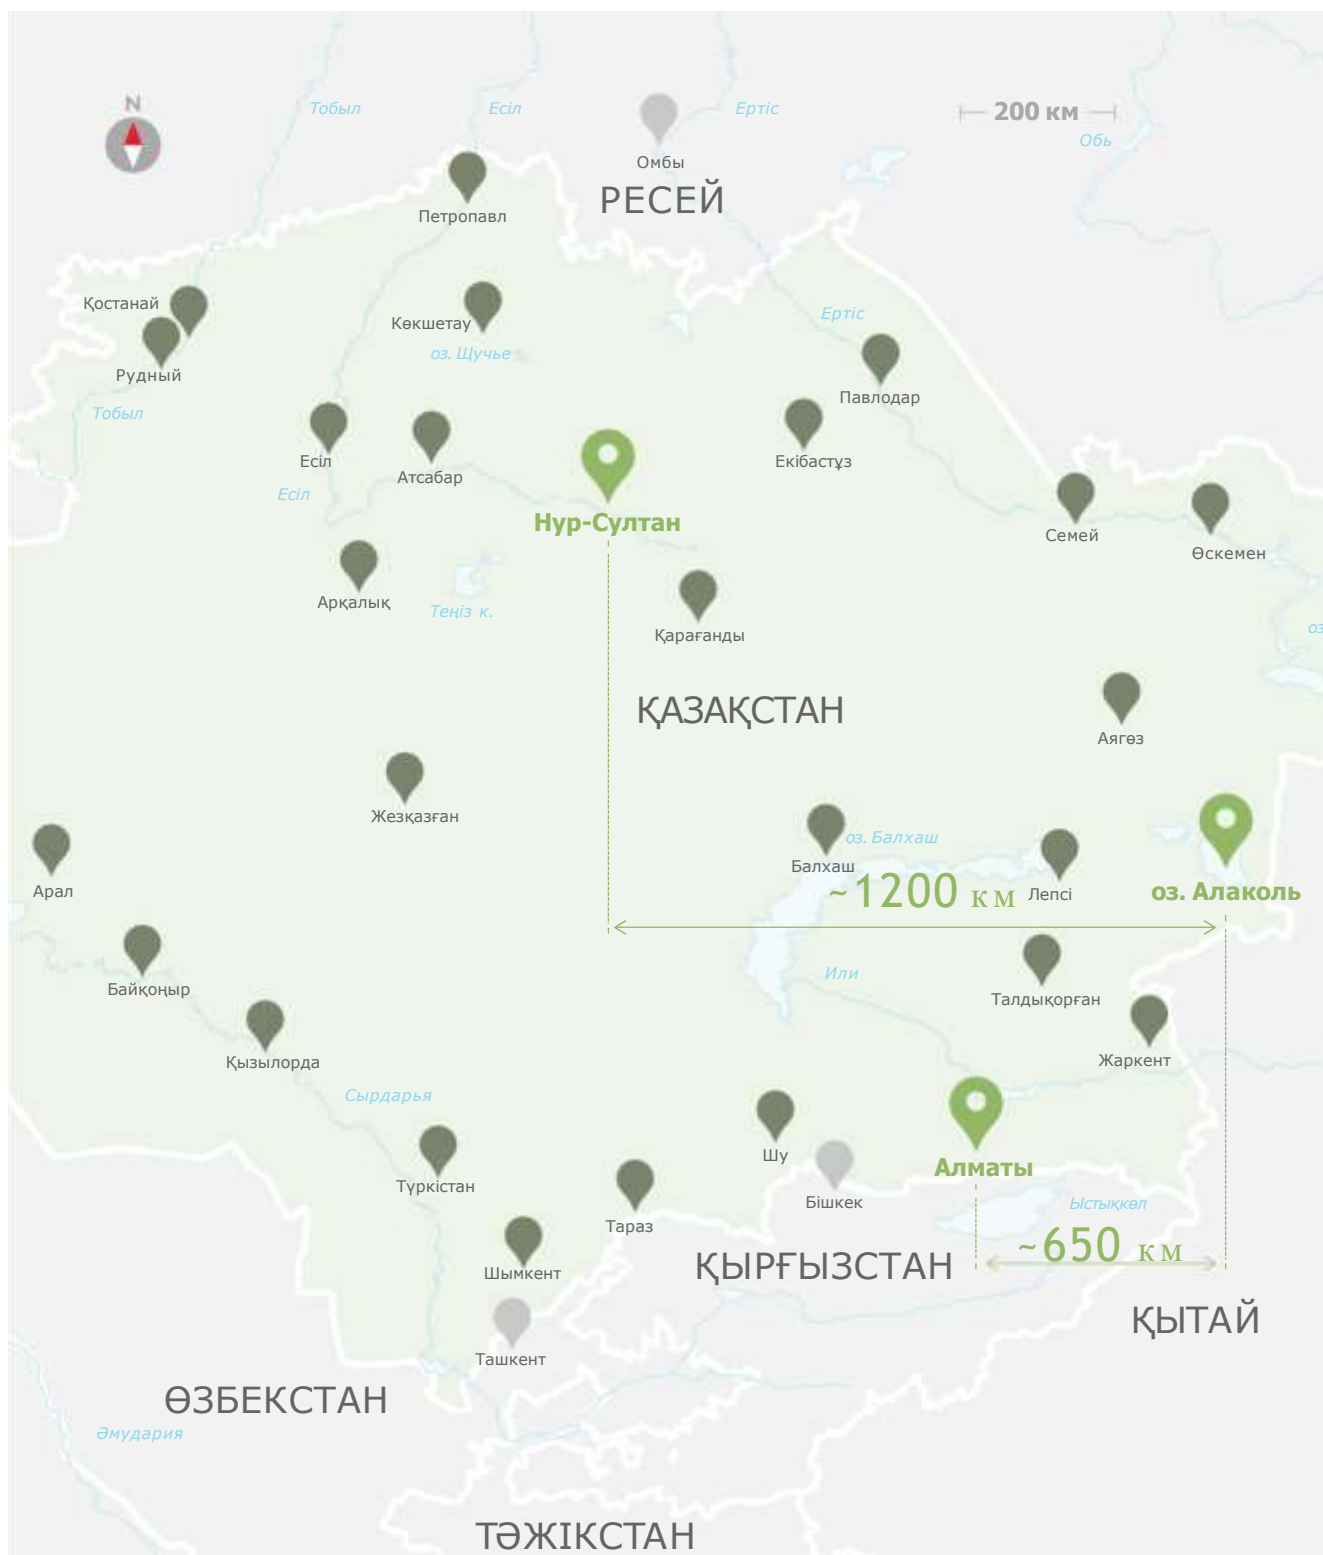 N
Тобыл
Есіл
Ертіс
200 км
Обь
Омбы
РЕСЕЙ
Петропавл
Қостанай
Көкшетау
Ертіс
оз. Щучье
Рудный
Павлодар
Тобыл
Есіл
Атсабар
Екібастұз
Есіл
Нур-Султан
Семей
Өскемен
Арқалық
Теңіз к.
Қарағанды
оз
ҚАЗАҚСТАН
Аягөз
Жезқазған
оз. Балхаш
Балхаш
Арал
~1200 км
Лепсі
оз. Алаколь
Байқоңыр
Или
Талдықорған
Қызылорда
Жаркент
Сырдарья
Шу
Алматы
Түркістан
Бішкек
Ыстықкөл
Тараз
~650 км
Шымкент
ҚЫРҒЫЗСТАН
ҚЫТАЙ
Ташкент
ӨЗБЕКСТАН
Әмудария
ТӘЖІКСТАН